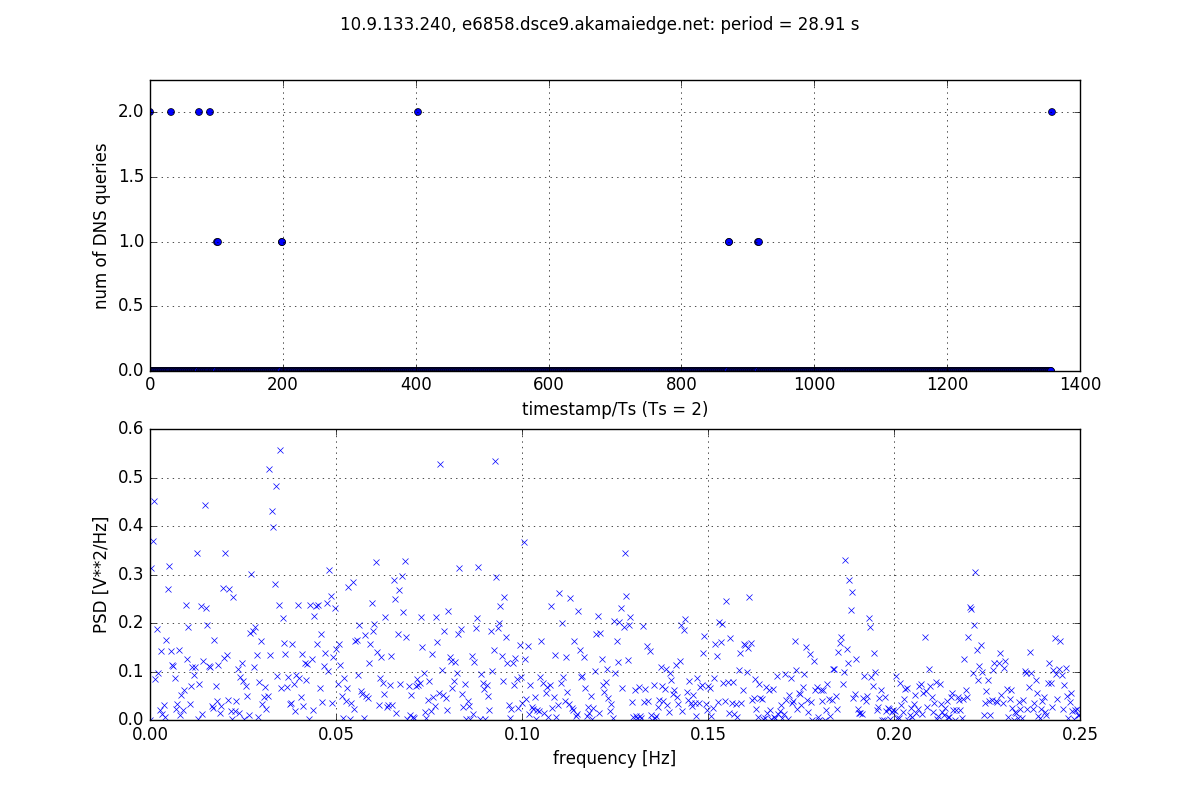 10.9.133.240, e6858.dsce9.akamaiedge.net: period = 28.91 s
2.0
1.5
1.0
0.5
0.0
num of DNS queries
0 200 400 600 800 1000 1200 1400
timestamp/Ts (Ts = 2)
0.6
0.5
0.4
0.3
0.2
0.1
0.0
PSD [V**2/Hz]
0.00 0.05 0.10 0.15 0.20 0.25
frequency [Hz]